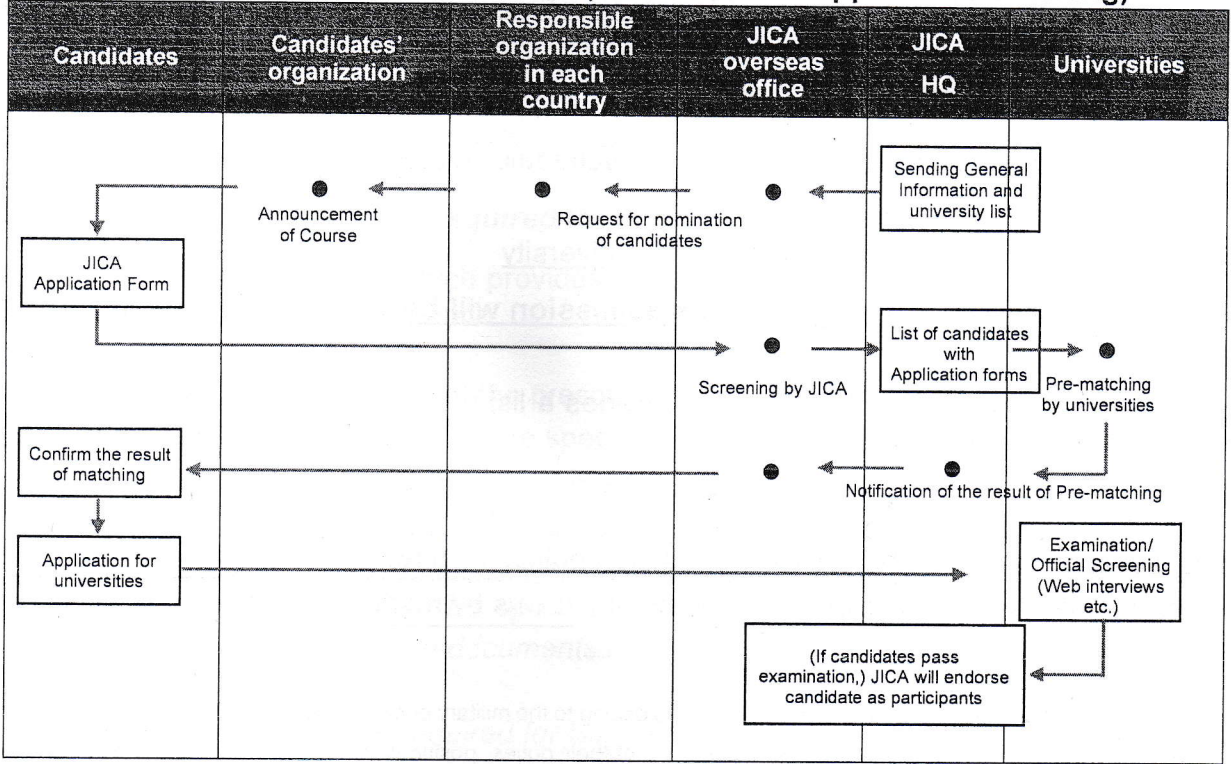 Candidates
Candidates'
organization
Responsible
organization
in each
country
JICA
overseas
office
JICA
HQ
Universities
Sending General
Information and
university list
Request for nomination
of candidates
Announcement
of Course
JICA
Application Form
Screening by JICA
List of candidates
with
Application forms
Pre-matching
by universities
Notification of the result of Pre-matching
Confirm the result
of matching
Application for
universities
Examination/
Official Screening
(Web interviews
etc.)
(If candidates pass
examination,) JICA will endorse
candidate as participants